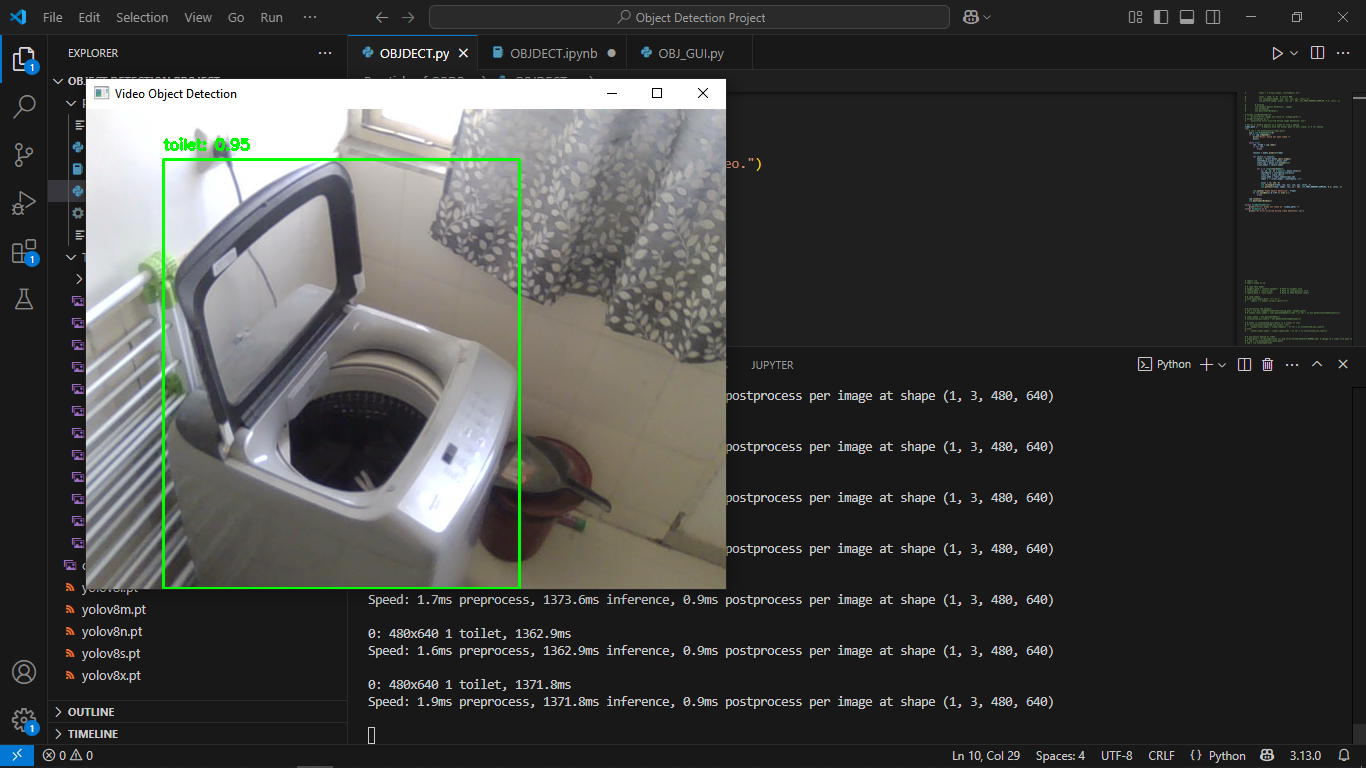 File Edit Selection View Go Run ···
Object Detection Project
EXPLORER ···
OBJDECT.py
OBJDECT.ipynb
OBJ_GUI.py
Video Object Detection
toilet: 0.95
eo.")
JUPYTER
Python
postprocess per image at shape (1, 3, 480, 640)
postprocess per image at shape (1, 3, 480, 640)
postprocess per image at shape (1, 3, 480, 640)
postprocess per image at shape (1, 3, 480, 640)
Speed: 1.7ms preprocess, 1373.6ms inference, 0.9ms postprocess per image at shape (1, 3, 480, 640)
0: 480x640 1 toilet, 1362.9ms
Speed: 1.6ms preprocess, 1362.9ms inference, 0.9ms postprocess per image at shape (1, 3, 480, 640)
0: 480x640 1 toilet, 1371.8ms
Speed: 1.9ms preprocess, 1371.8ms inference, 0.9ms postprocess per image at shape (1, 3, 480, 640)
yolov8m.pt
yolov8n.pt
yolov8s.pt
yolov8x.pt
OUTLINE
TIMELINE
1
1
1
0 0
Ln 10, Col 29 Spaces: 4 UTF-8 CRLF {} Python 3.13.0